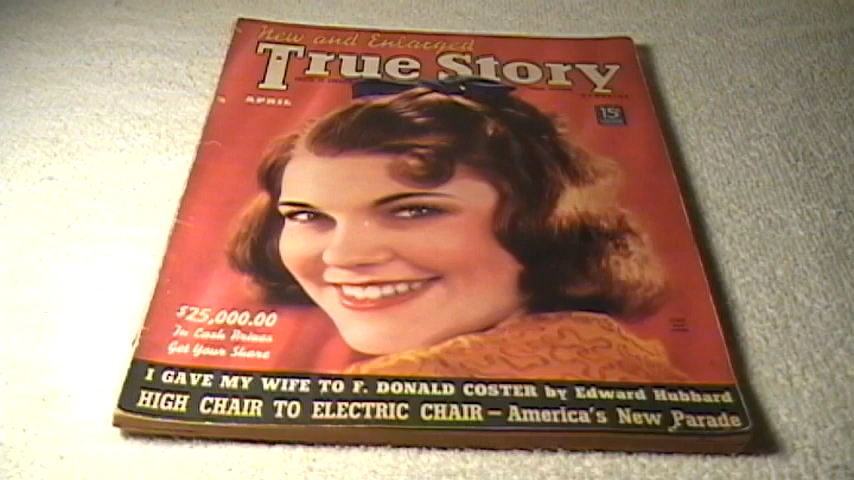 New and Enlarged
True Story
APRIL
15¢
$25,000.00
In Cash Prizes
Get Your Share
I GAVE MY WIFE TO F. DONALD COSTER by Edward Hubbard
HIGH CHAIR TO ELECTRIC CHAIR - America's New Parade